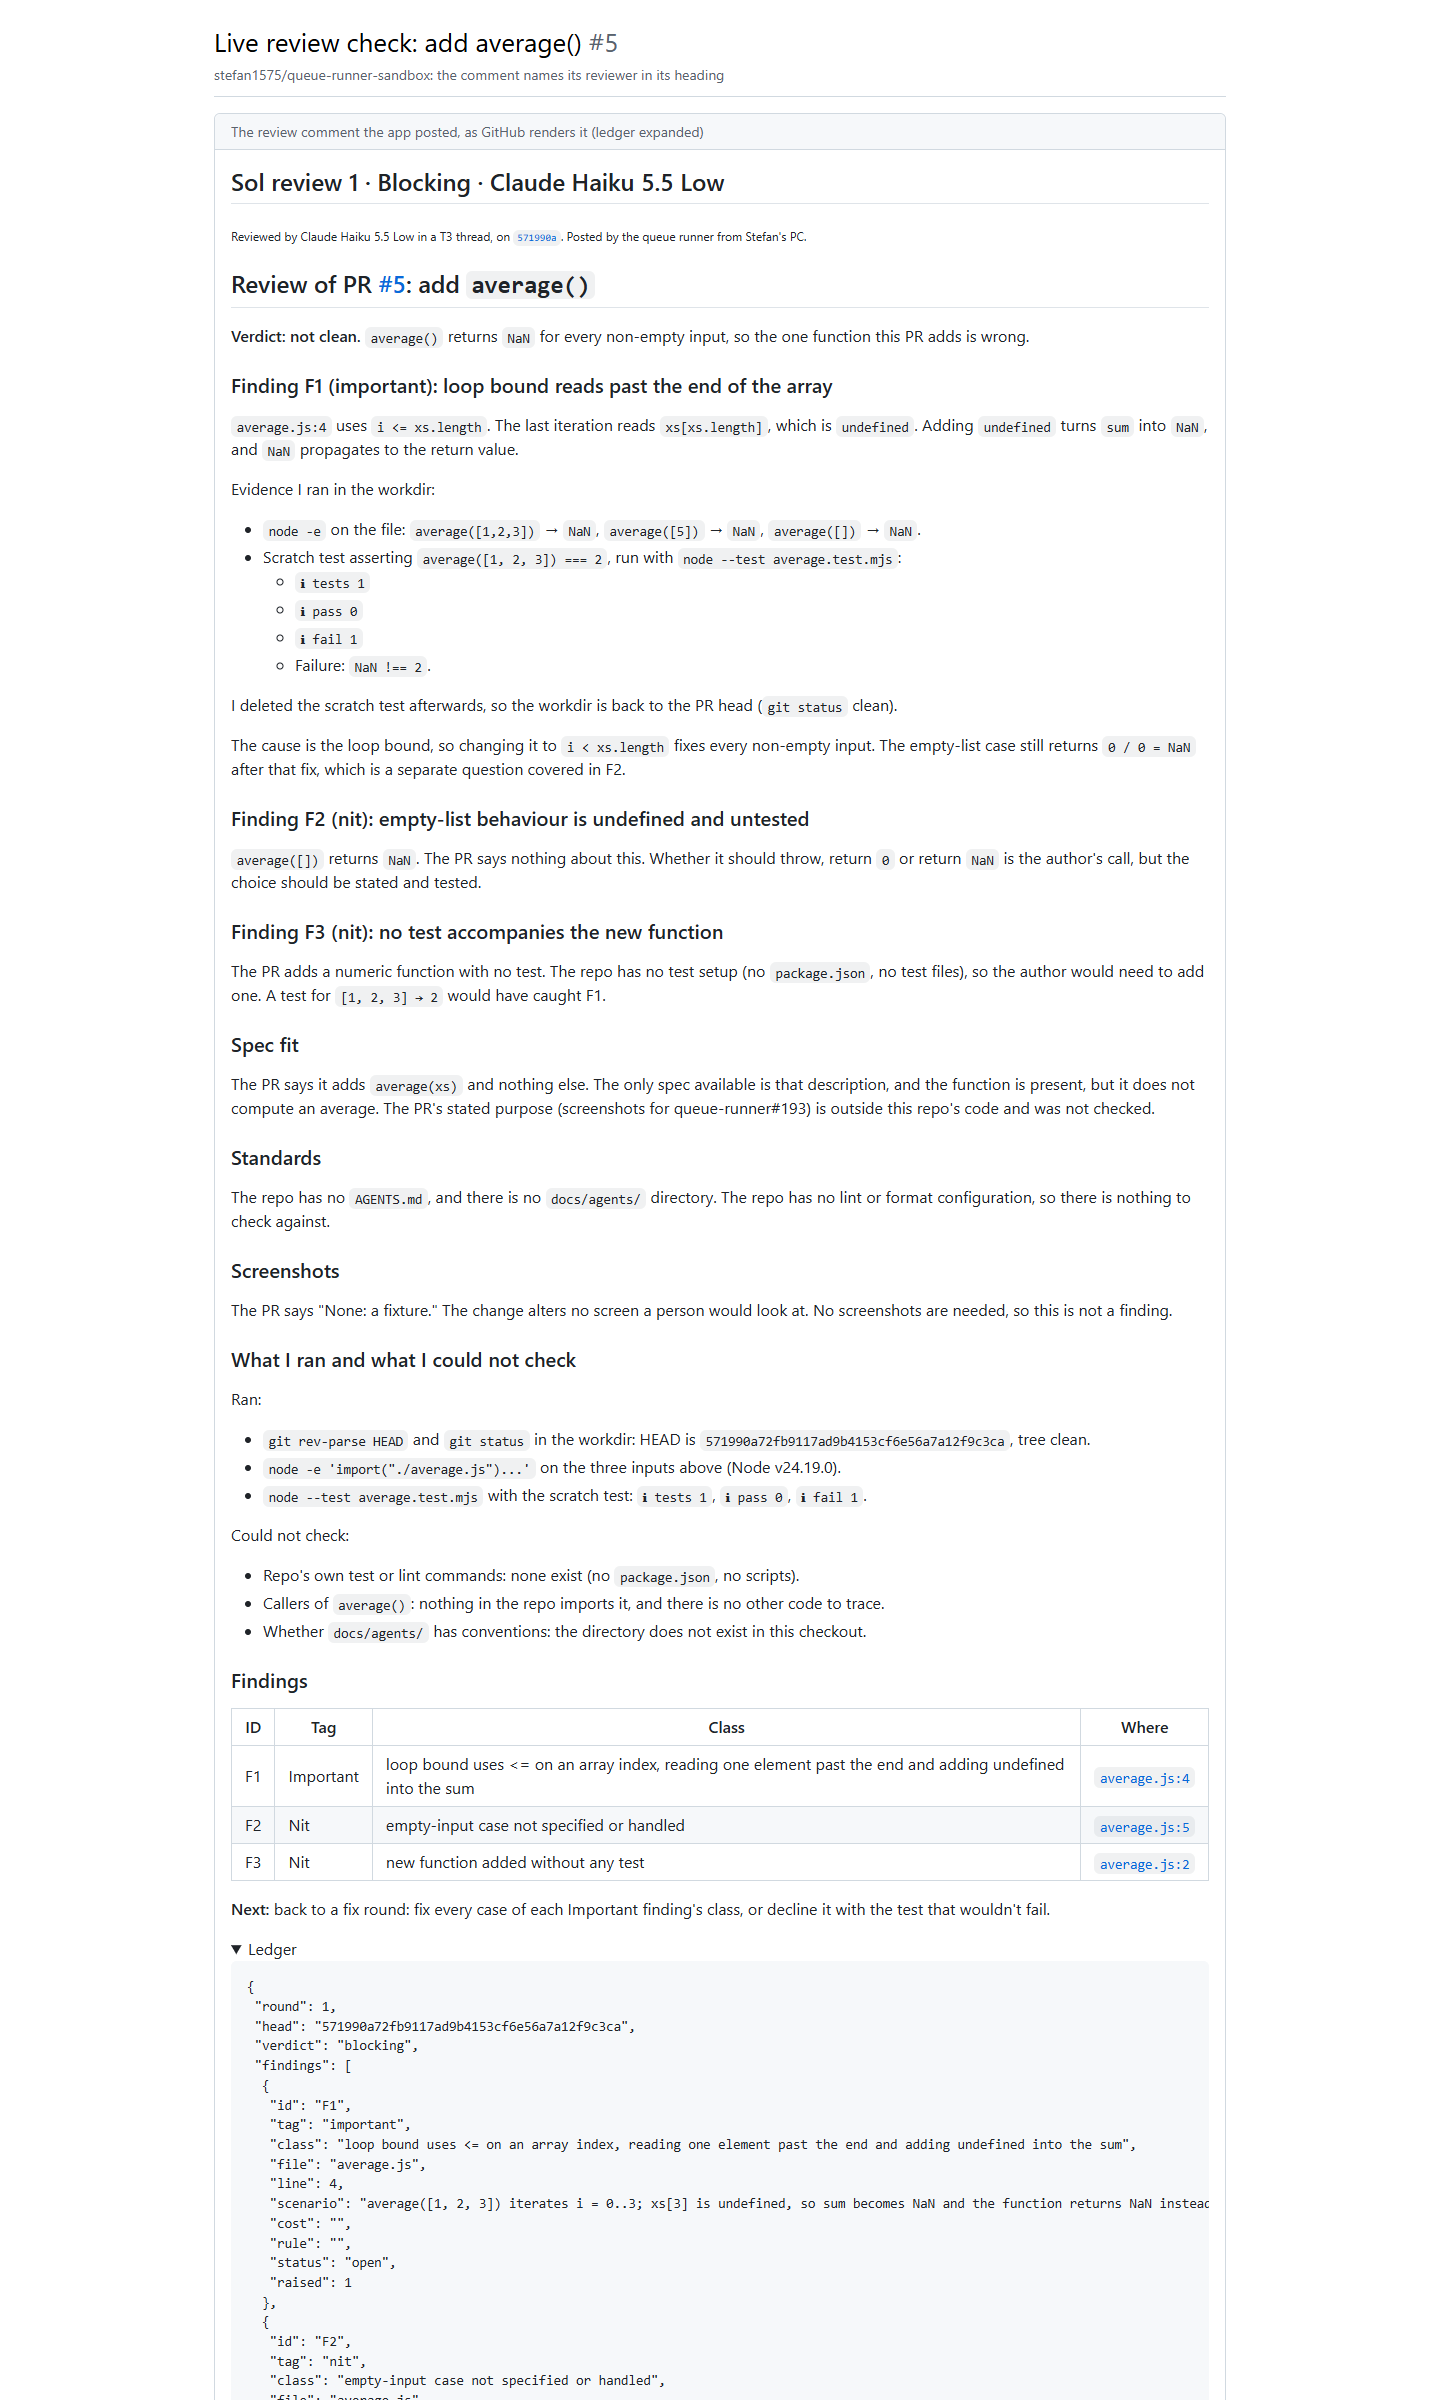 Live review check: add average() #5
stefan1575/queue-runner-sandbox: the comment names its reviewer in its heading
The review comment the app posted, as GitHub renders it (ledger expanded)
Sol review 1 · Blocking · Claude Haiku 5.5 Low
Reviewed by Claude Haiku 5.5 Low in a T3 thread, on 571990a. Posted by the queue runner from Stefan's PC.
Review of PR #5: add average()
Verdict: not clean. average() returns NaN for every non-empty input, so the one function this PR adds is wrong.
Finding F1 (important): loop bound reads past the end of the array
average.js:4 uses i <= xs.length. The last iteration reads xs[xs.length], which is undefined. Adding undefined turns sum into NaN,
and NaN propagates to the return value.
Evidence I ran in the workdir:
• node -e on the file: average([1,2,3]) → NaN, average([5]) → NaN, average([]) → NaN.
• Scratch test asserting average([1, 2, 3]) === 2, run with node --test average.test.mjs:
◦ ℹ tests 1
◦ ℹ pass 0
◦ ℹ fail 1
◦ Failure: NaN !== 2.
I deleted the scratch test afterwards, so the workdir is back to the PR head (git status clean).
The cause is the loop bound, so changing it to i < xs.length fixes every non-empty input. The empty-list case still returns 0 / 0 = NaN
after that fix, which is a separate question covered in F2.
Finding F2 (nit): empty-list behaviour is undefined and untested
average([]) returns NaN. The PR says nothing about this. Whether it should throw, return 0 or return NaN is the author's call, but the
choice should be stated and tested.
Finding F3 (nit): no test accompanies the new function
The PR adds a numeric function with no test. The repo has no test setup (no package.json, no test files), so the author would need to add
one. A test for [1, 2, 3] → 2 would have caught F1.
Spec fit
The PR says it adds average(xs) and nothing else. The only spec available is that description, and the function is present, but it does not
compute an average. The PR's stated purpose (screenshots for queue-runner#193) is outside this repo's code and was not checked.
Standards
The repo has no AGENTS.md, and there is no docs/agents/ directory. The repo has no lint or format configuration, so there is nothing to
check against.
Screenshots
The PR says "None: a fixture." The change alters no screen a person would look at. No screenshots are needed, so this is not a finding.
What I ran and what I could not check
Ran:
• git rev-parse HEAD and git status in the workdir: HEAD is 571990a72fb9117ad9b4153cf6e56a7a12f9c3ca, tree clean.
• node -e 'import("./average.js")...' on the three inputs above (Node v24.19.0).
• node --test average.test.mjs with the scratch test: ℹ tests 1, ℹ pass 0, ℹ fail 1.
Could not check:
• Repo's own test or lint commands: none exist (no package.json, no scripts).
• Callers of average(): nothing in the repo imports it, and there is no other code to trace.
• Whether docs/agents/ has conventions: the directory does not exist in this checkout.
Findings
ID Tag Class Where
F1 Important loop bound uses <= on an array index, reading one element past the end and adding undefined into the sum average.js:4
F2 Nit empty-input case not specified or handled average.js:5
F3 Nit new function added without any test average.js:2
Next: back to a fix round: fix every case of each Important finding's class, or decline it with the test that wouldn't fail.
▼ Ledger
{
"round": 1,
"head": "571990a72fb9117ad9b4153cf6e56a7a12f9c3ca",
"verdict": "blocking",
"findings": [
{
"id": "F1",
"tag": "important",
"class": "loop bound uses <= on an array index, reading one element past the end and adding undefined into the sum",
"file": "average.js",
"line": 4,
"scenario": "average([1, 2, 3]) iterates i = 0..3; xs[3] is undefined, so sum becomes NaN and the function returns NaN instead
"cost": "",
"rule": "",
"status": "open",
"raised": 1
},
{
"id": "F2",
"tag": "nit",
"class": "empty-input case not specified or handled",